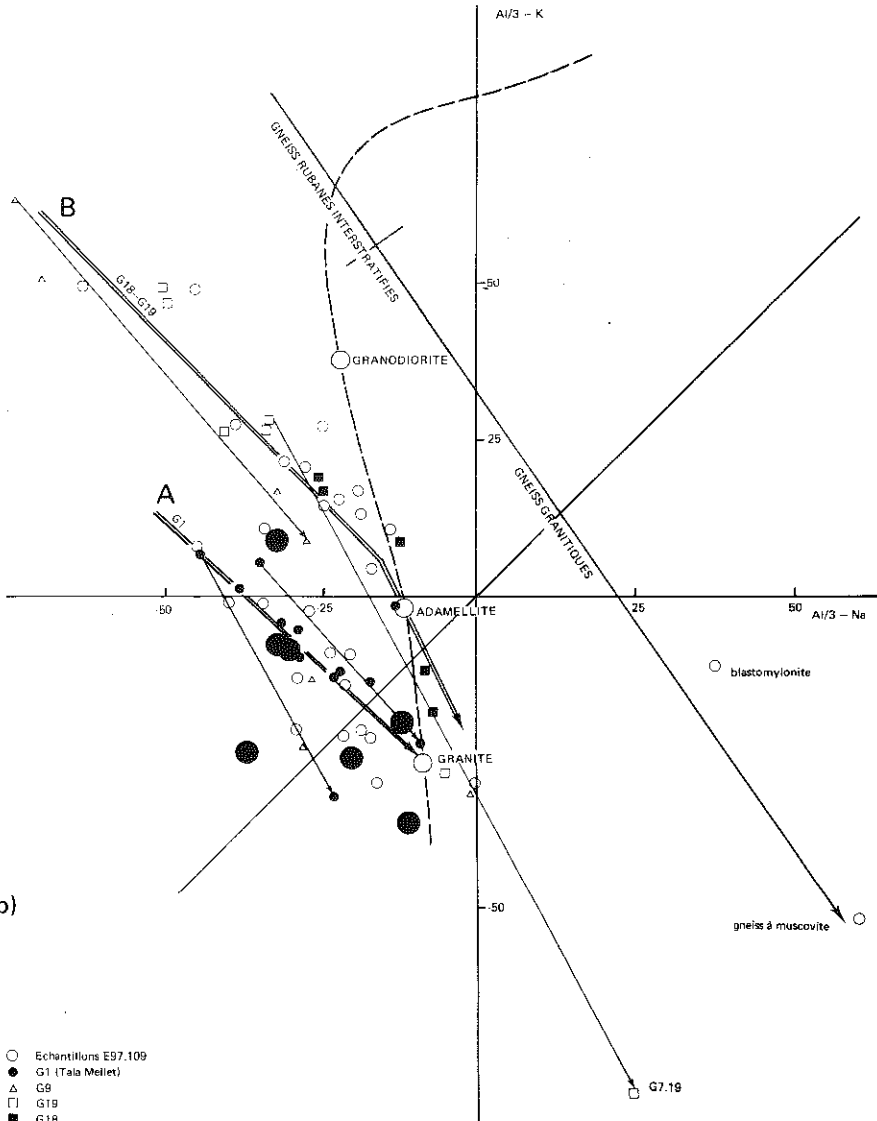 Al/3 – K
GNEISS RUBANES INTERSTRATIFIES
B
G18–G19
50
GRANODIORITE
25
GNEISS GRANITIQUES
A
G1
-50
-25
25
50
ADAMELLITE
Al/3 – Na
blastomylonite
GRANITE
-50
gneiss à muscovite
b)
G7.19
Echantillons E97.109
G1 (Tala Mellet)
G9
G19
G18